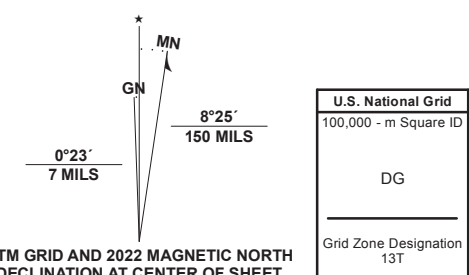 ★
MN
GN
8°25´
150 MILS
0°23´
7 MILS
TM GRID AND 2022 MAGNETIC NORTH
DECLINATION AT CENTER OF SHEET
U.S. National Grid
100,000 - m Square ID
DG
Grid Zone Designation
13T